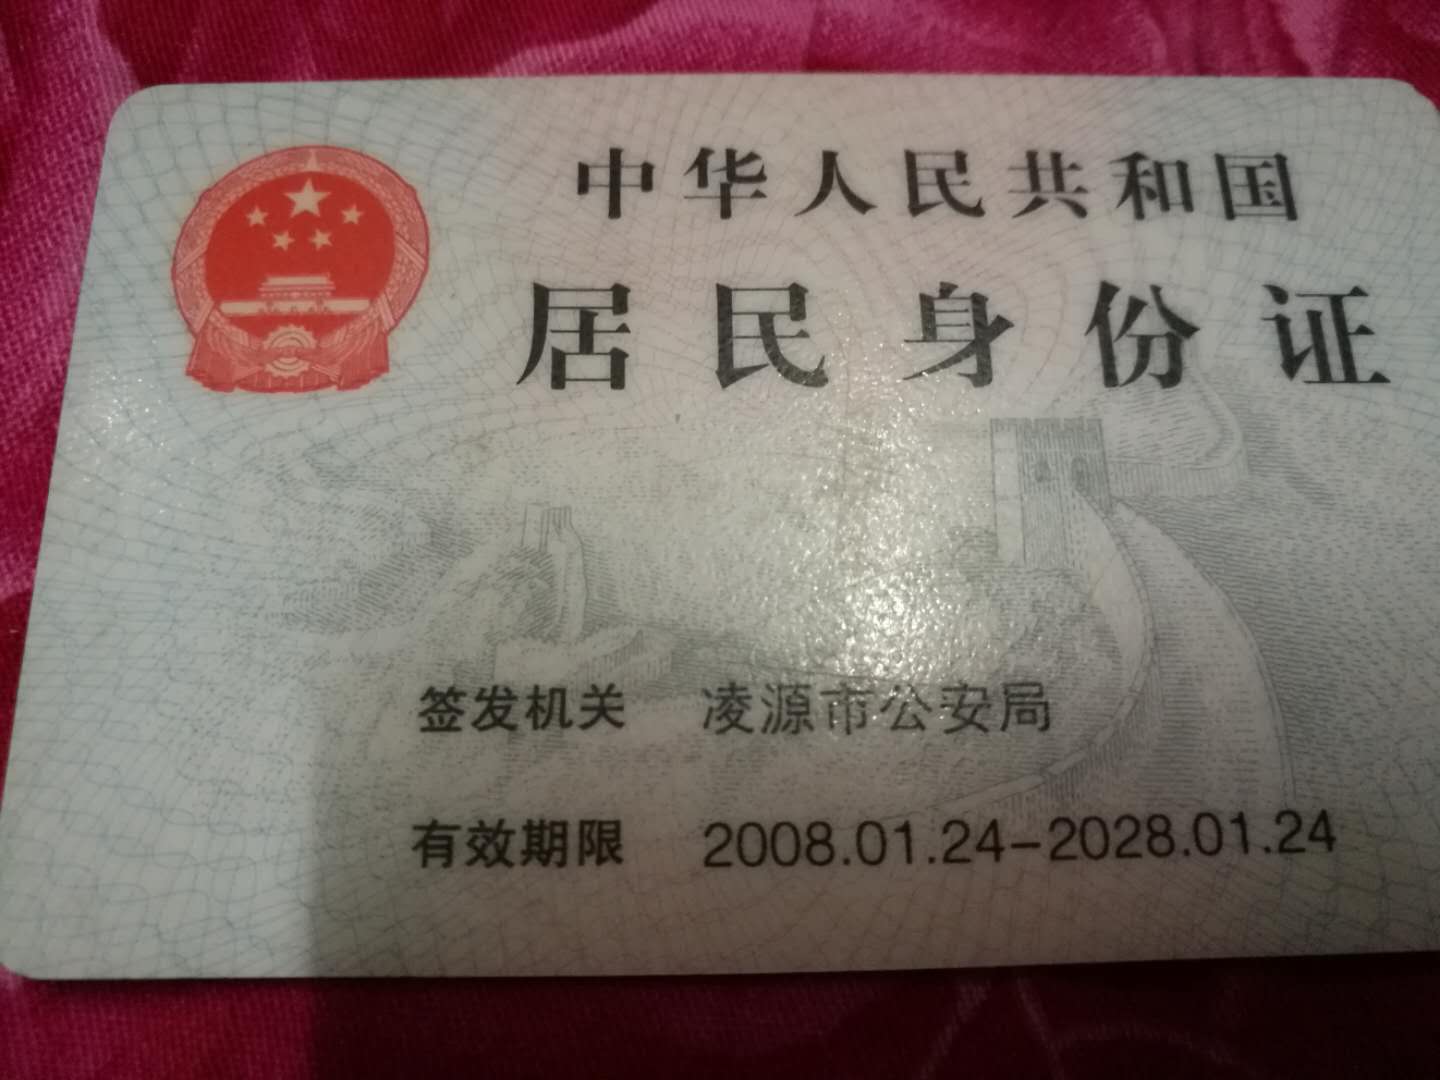 中华人民共和国
居民身份证
签发机关 凌源市公安局
有效期限 2008.01.24-2028.01.24